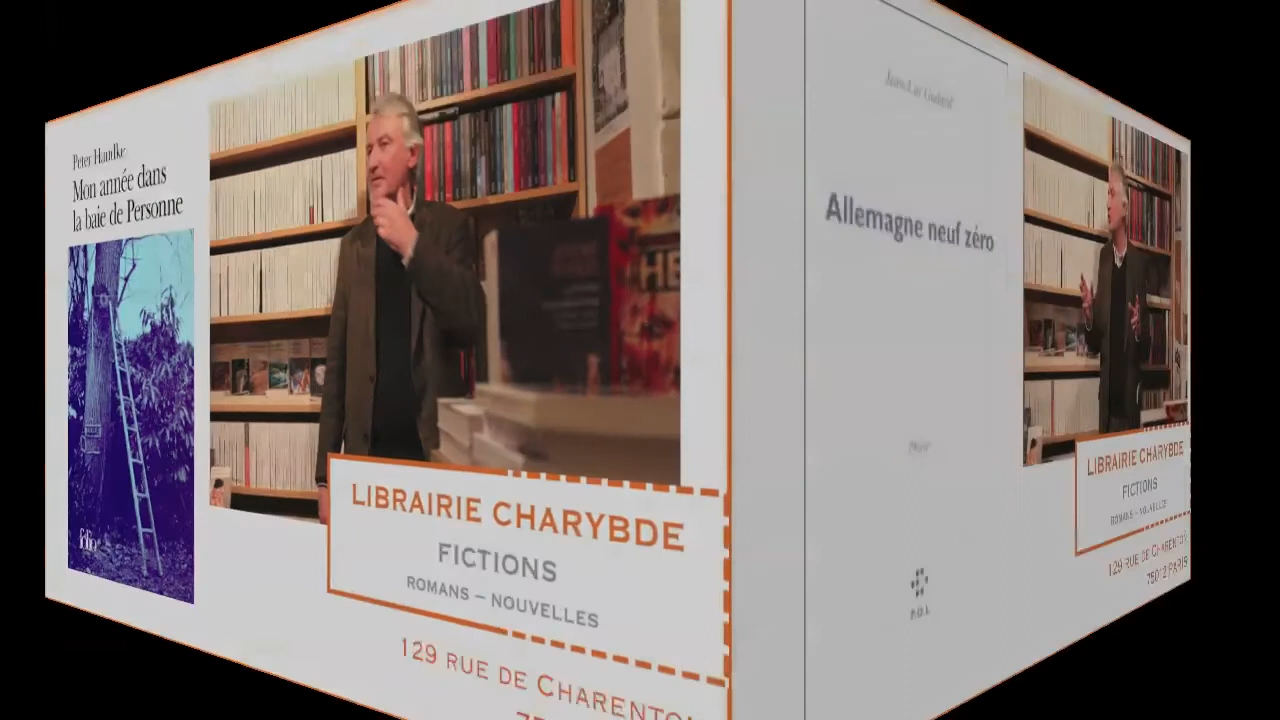 Peter Handke
Mon année dans
la baie de Personne
folio
HE
LIBRAIRIE CHARYBDE
FICTIONS
ROMANS – NOUVELLES
129 RUE DE CHARENTON
Allemagne neuf zéro
P.O.L
LIBRAIRIE CHARYBDE
FICTIONS
ROMANS – NOUVELLES
129 RUE DE CHARENTON
75012 PARIS